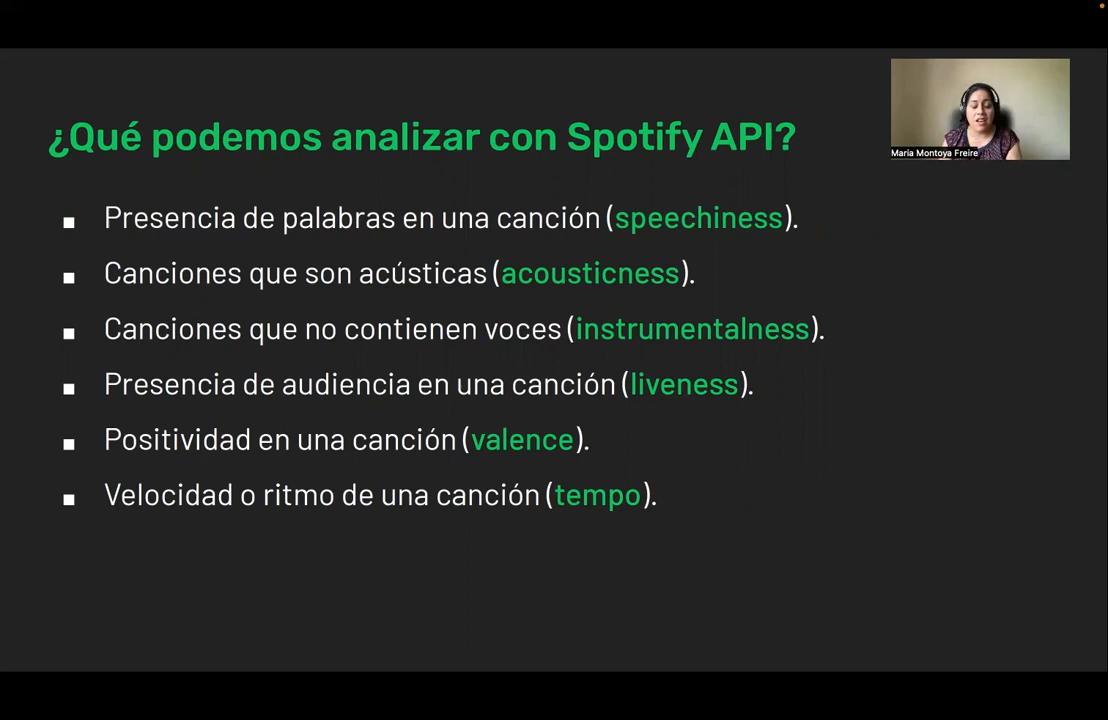 ¿Qué podemos analizar con Spotify API?
Maria Montoya Freire
▪ Presencia de palabras en una canción (speechiness).
▪ Canciones que son acústicas (acousticness).
▪ Canciones que no contienen voces (instrumentalness).
▪ Presencia de audiencia en una canción (liveness).
▪ Positividad en una canción (valence).
▪ Velocidad o ritmo de una canción (tempo).